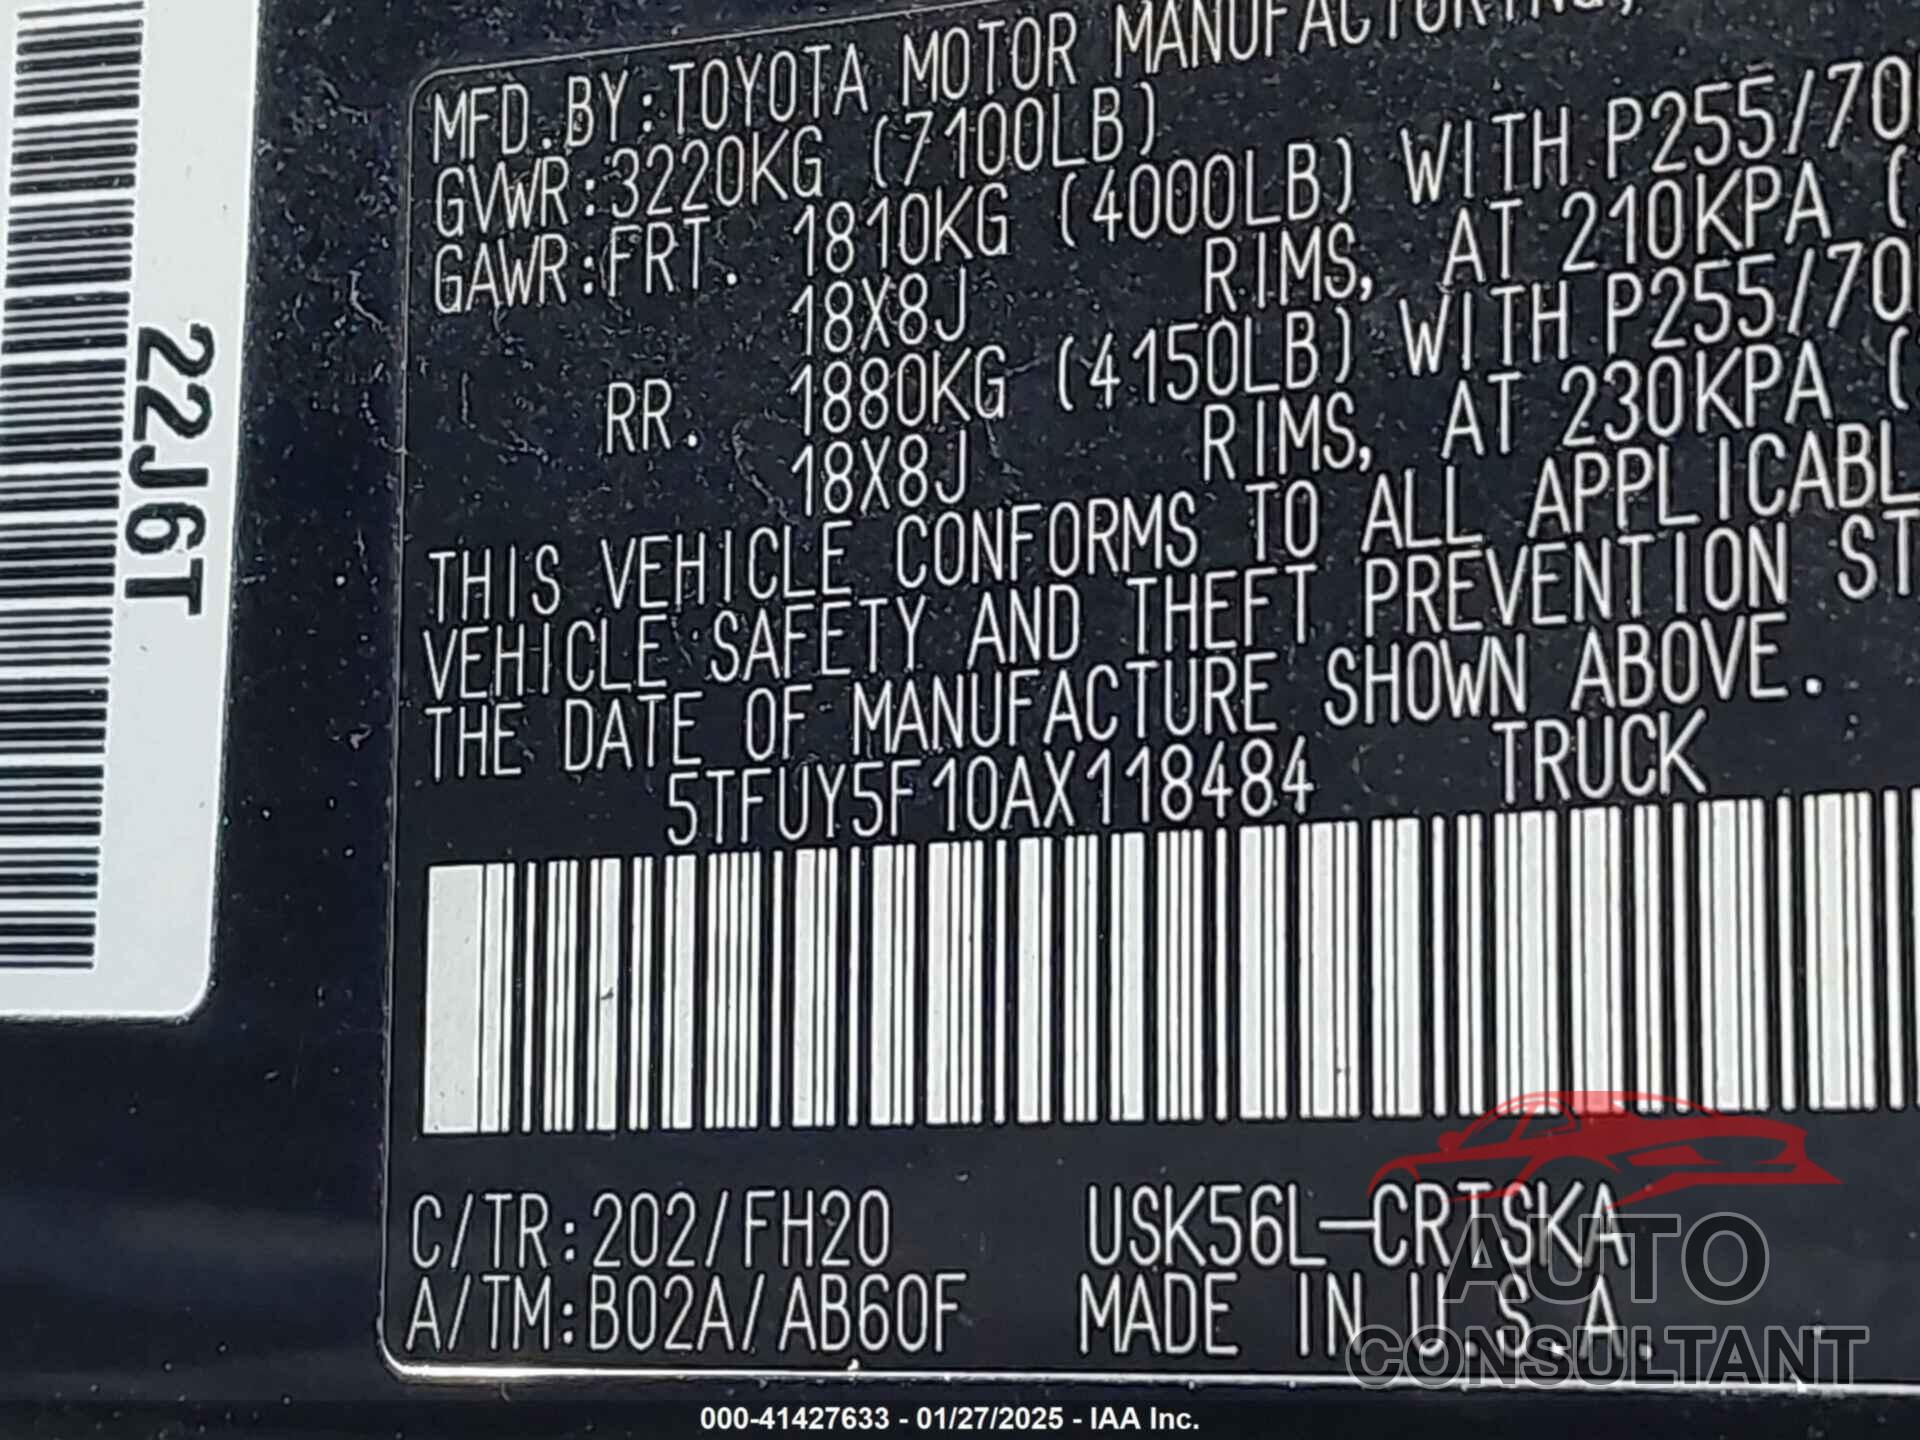 MFD.BY:TOYOTA MOTOR MANUFACTURING,
GVWR:3220KG (7100LB)
GAWR:FRT. 1810KG (4000LB) WITH P255/70
18X8J RIMS, AT 210KPA (
RR. 1880KG (4150LB) WITH P255/70
18X8J RIMS, AT 230KPA (
THIS VEHICLE CONFORMS TO ALL APPLICABL
VEHICLE SAFETY AND THEFT PREVENTION ST
THE DATE OF MANUFACTURE SHOWN ABOVE.
5TFUY5F10AX118484 TRUCK
C/TR:202/FH20 USK56L-CRTSKA
A/TM:B02A/AB60F MADE IN U.S.A.
22J6T
AUTO
CONSULTANT
000-41427633 - 01/27/2025 - IAA Inc.